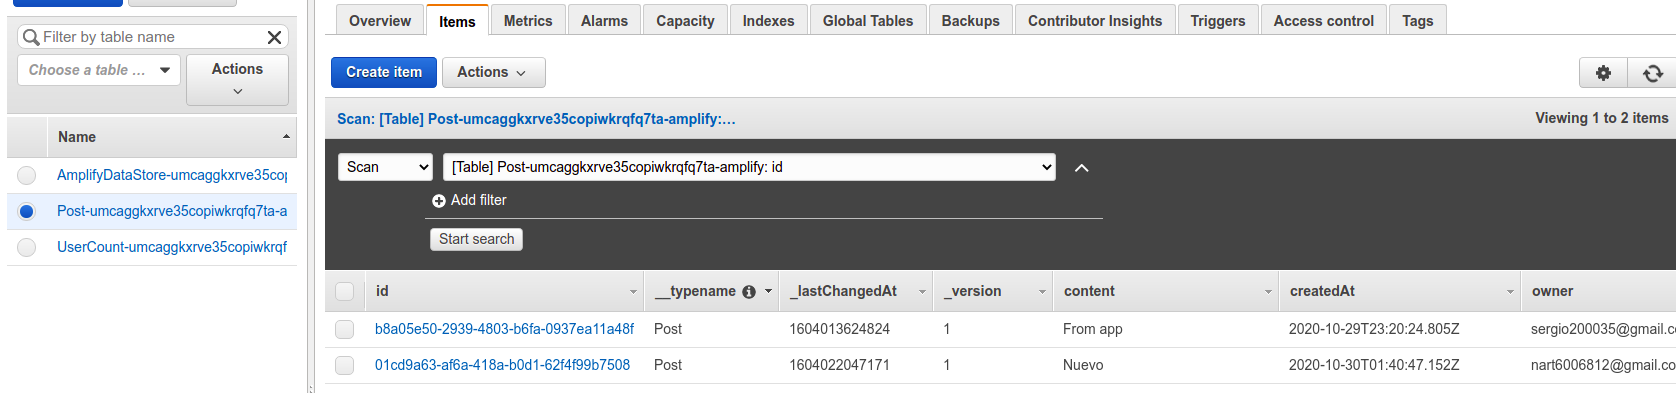 Overview Items Metrics Alarms Capacity Indexes Global Tables Backups Contributor Insights Triggers Access control Tags
Filter by table name
Choose a table ...
Actions
Name
AmplifyDataStore-umcaggkxrve35cop
Post-umcaggkxrve35copiwkrqfq7ta-a
UserCount-umcaggkxrve35copiwkrqf
Create item Actions
Scan: [Table] Post-umcaggkxrve35copiwkrqfq7ta-amplify:... Viewing 1 to 2 items
Scan [Table] Post-umcaggkxrve35copiwkrqfq7ta-amplify: id
Add filter
Start search
id __typename _lastChangedAt _version content createdAt owner
b8a05e50-2939-4803-b6fa-0937ea11a48f Post 1604013624824 1 From app 2020-10-29T23:20:24.805Z sergio200035@gmail.c
01cd9a63-af6a-418a-b0d1-62f4f99b7508 Post 1604022047171 1 Nuevo 2020-10-30T01:40:47.152Z nart6006812@gmail.co